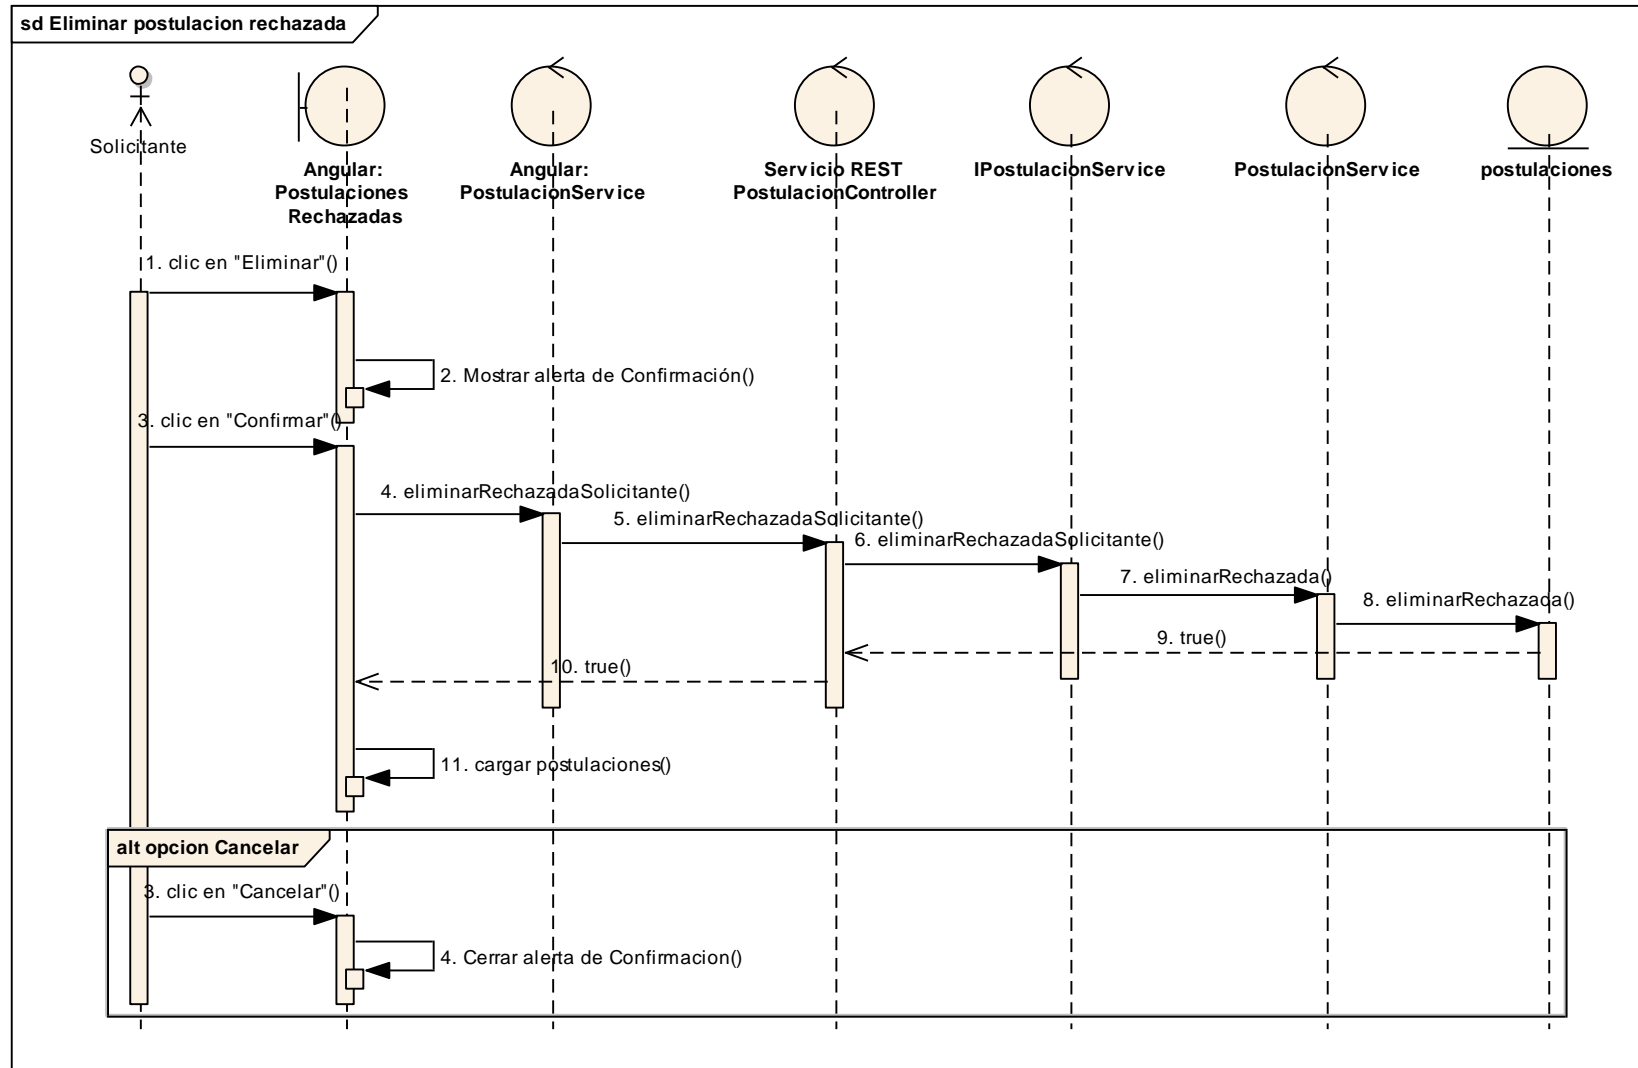 sd Eliminar postulacion rechazada
Solicitante
Angular:
Postulaciones
Rechazadas
Angular:
PostulacionService
Servicio REST
PostulacionController
IPostulacionService
PostulacionService
postulaciones
1. clic en "Eliminar"()
2. Mostrar alerta de Confirmación()
3. clic en "Confirmar"()
4. eliminarRechazadaSolicitante()
5. eliminarRechazadaSolicitante()
6. eliminarRechazadaSolicitante()
7. eliminarRechazada()
8. eliminarRechazada()
9. true()
10. true()
11. cargar postulaciones()
alt opcion Cancelar
3. clic en "Cancelar"()
4. Cerrar alerta de Confirmacion()